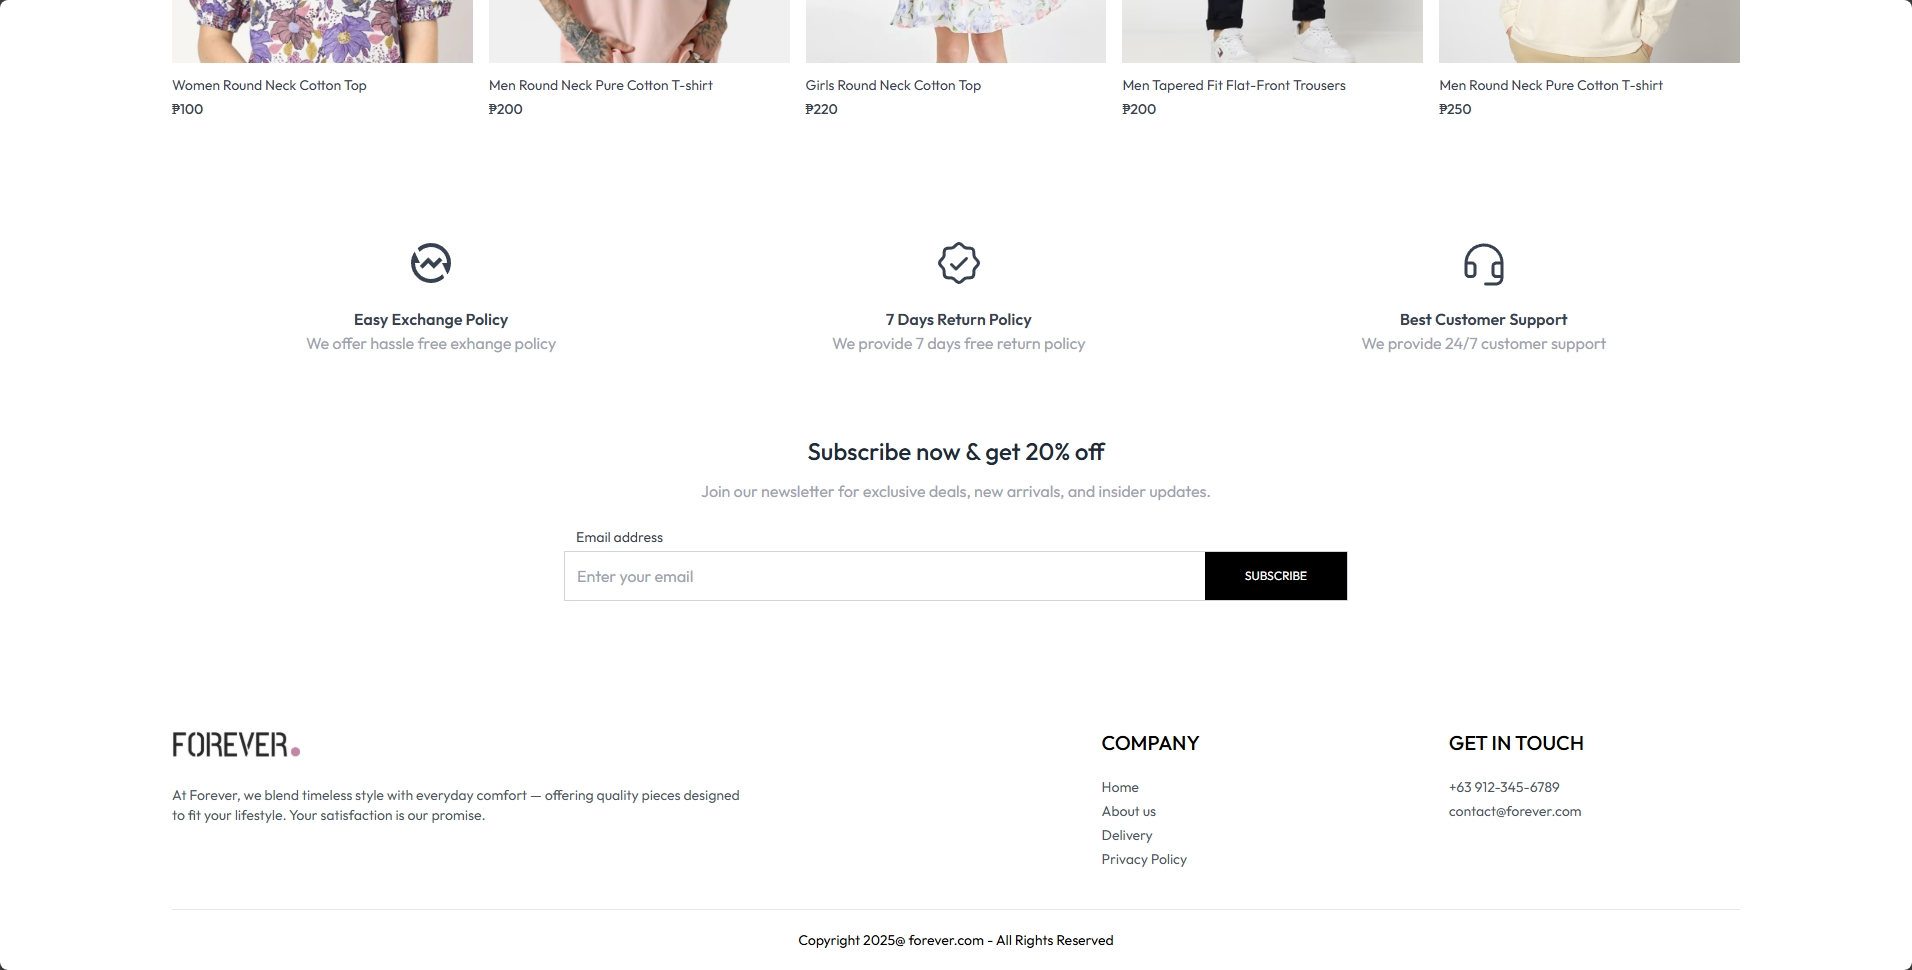 Women Round Neck Cotton Top
₱100
Men Round Neck Pure Cotton T-shirt
₱200
Girls Round Neck Cotton Top
₱220
Men Tapered Fit Flat-Front Trousers
₱200
Men Round Neck Pure Cotton T-shirt
₱250
Easy Exchange Policy
We offer hassle free exhange policy
7 Days Return Policy
We provide 7 days free return policy
Best Customer Support
We provide 24/7 customer support
Subscribe now & get 20% off
Join our newsletter for exclusive deals, new arrivals, and insider updates.
Email address
Enter your email
SUBSCRIBE
FOREVER.
At Forever, we blend timeless style with everyday comfort — offering quality pieces designed
to fit your lifestyle. Your satisfaction is our promise.
COMPANY
Home
About us
Delivery
Privacy Policy
GET IN TOUCH
+63 912-345-6789
contact@forever.com
Copyright 2025@ forever.com - All Rights Reserved